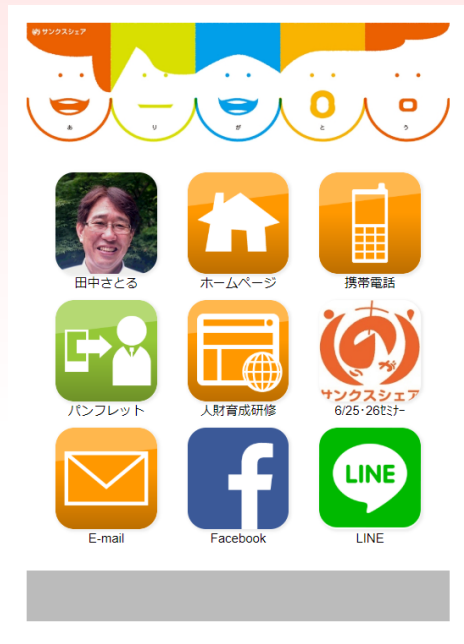 サンクスシェア
あ り が と う
田中さとる
ホームページ
携帯電話
パンフレット
人財育成研修
サンクスシェア
6/25･26ｾﾐﾅｰ
E-mail
Facebook
LINE
LINE